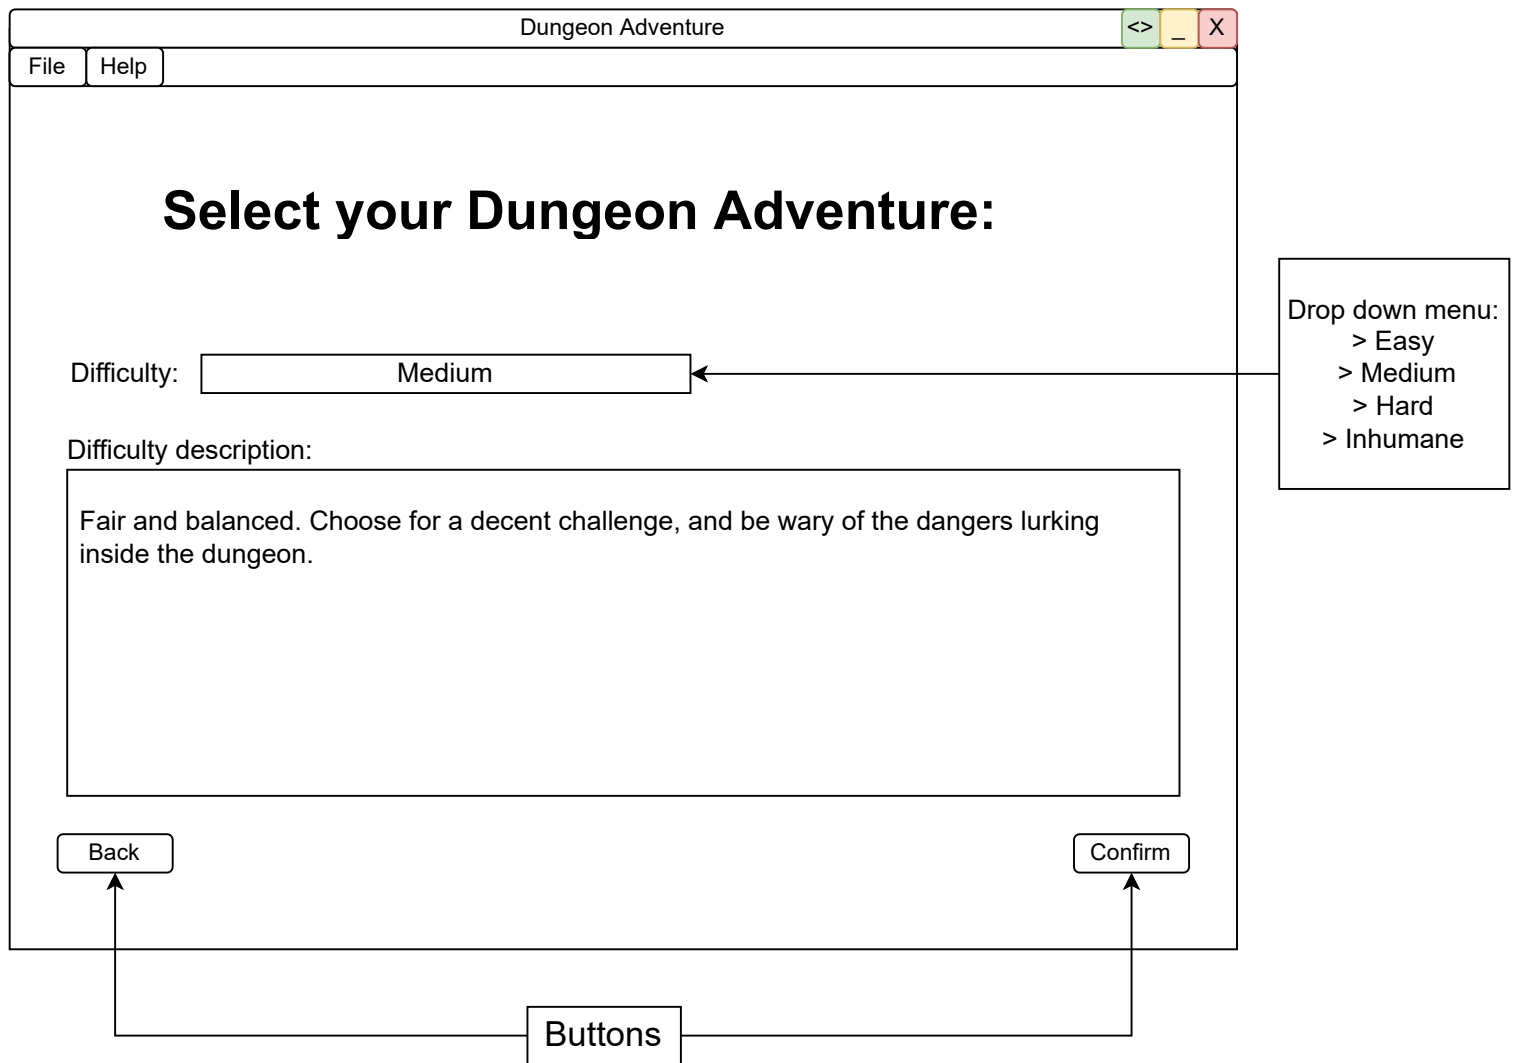 Dungeon Adventure
<> _ X
File Help
Select your Dungeon Adventure:
Drop down menu:
> Easy
> Medium
> Hard
> Inhumane
Difficulty: Medium
Difficulty description:
Fair and balanced. Choose for a decent challenge, and be wary of the dangers lurking
inside the dungeon.
Back Confirm
Buttons